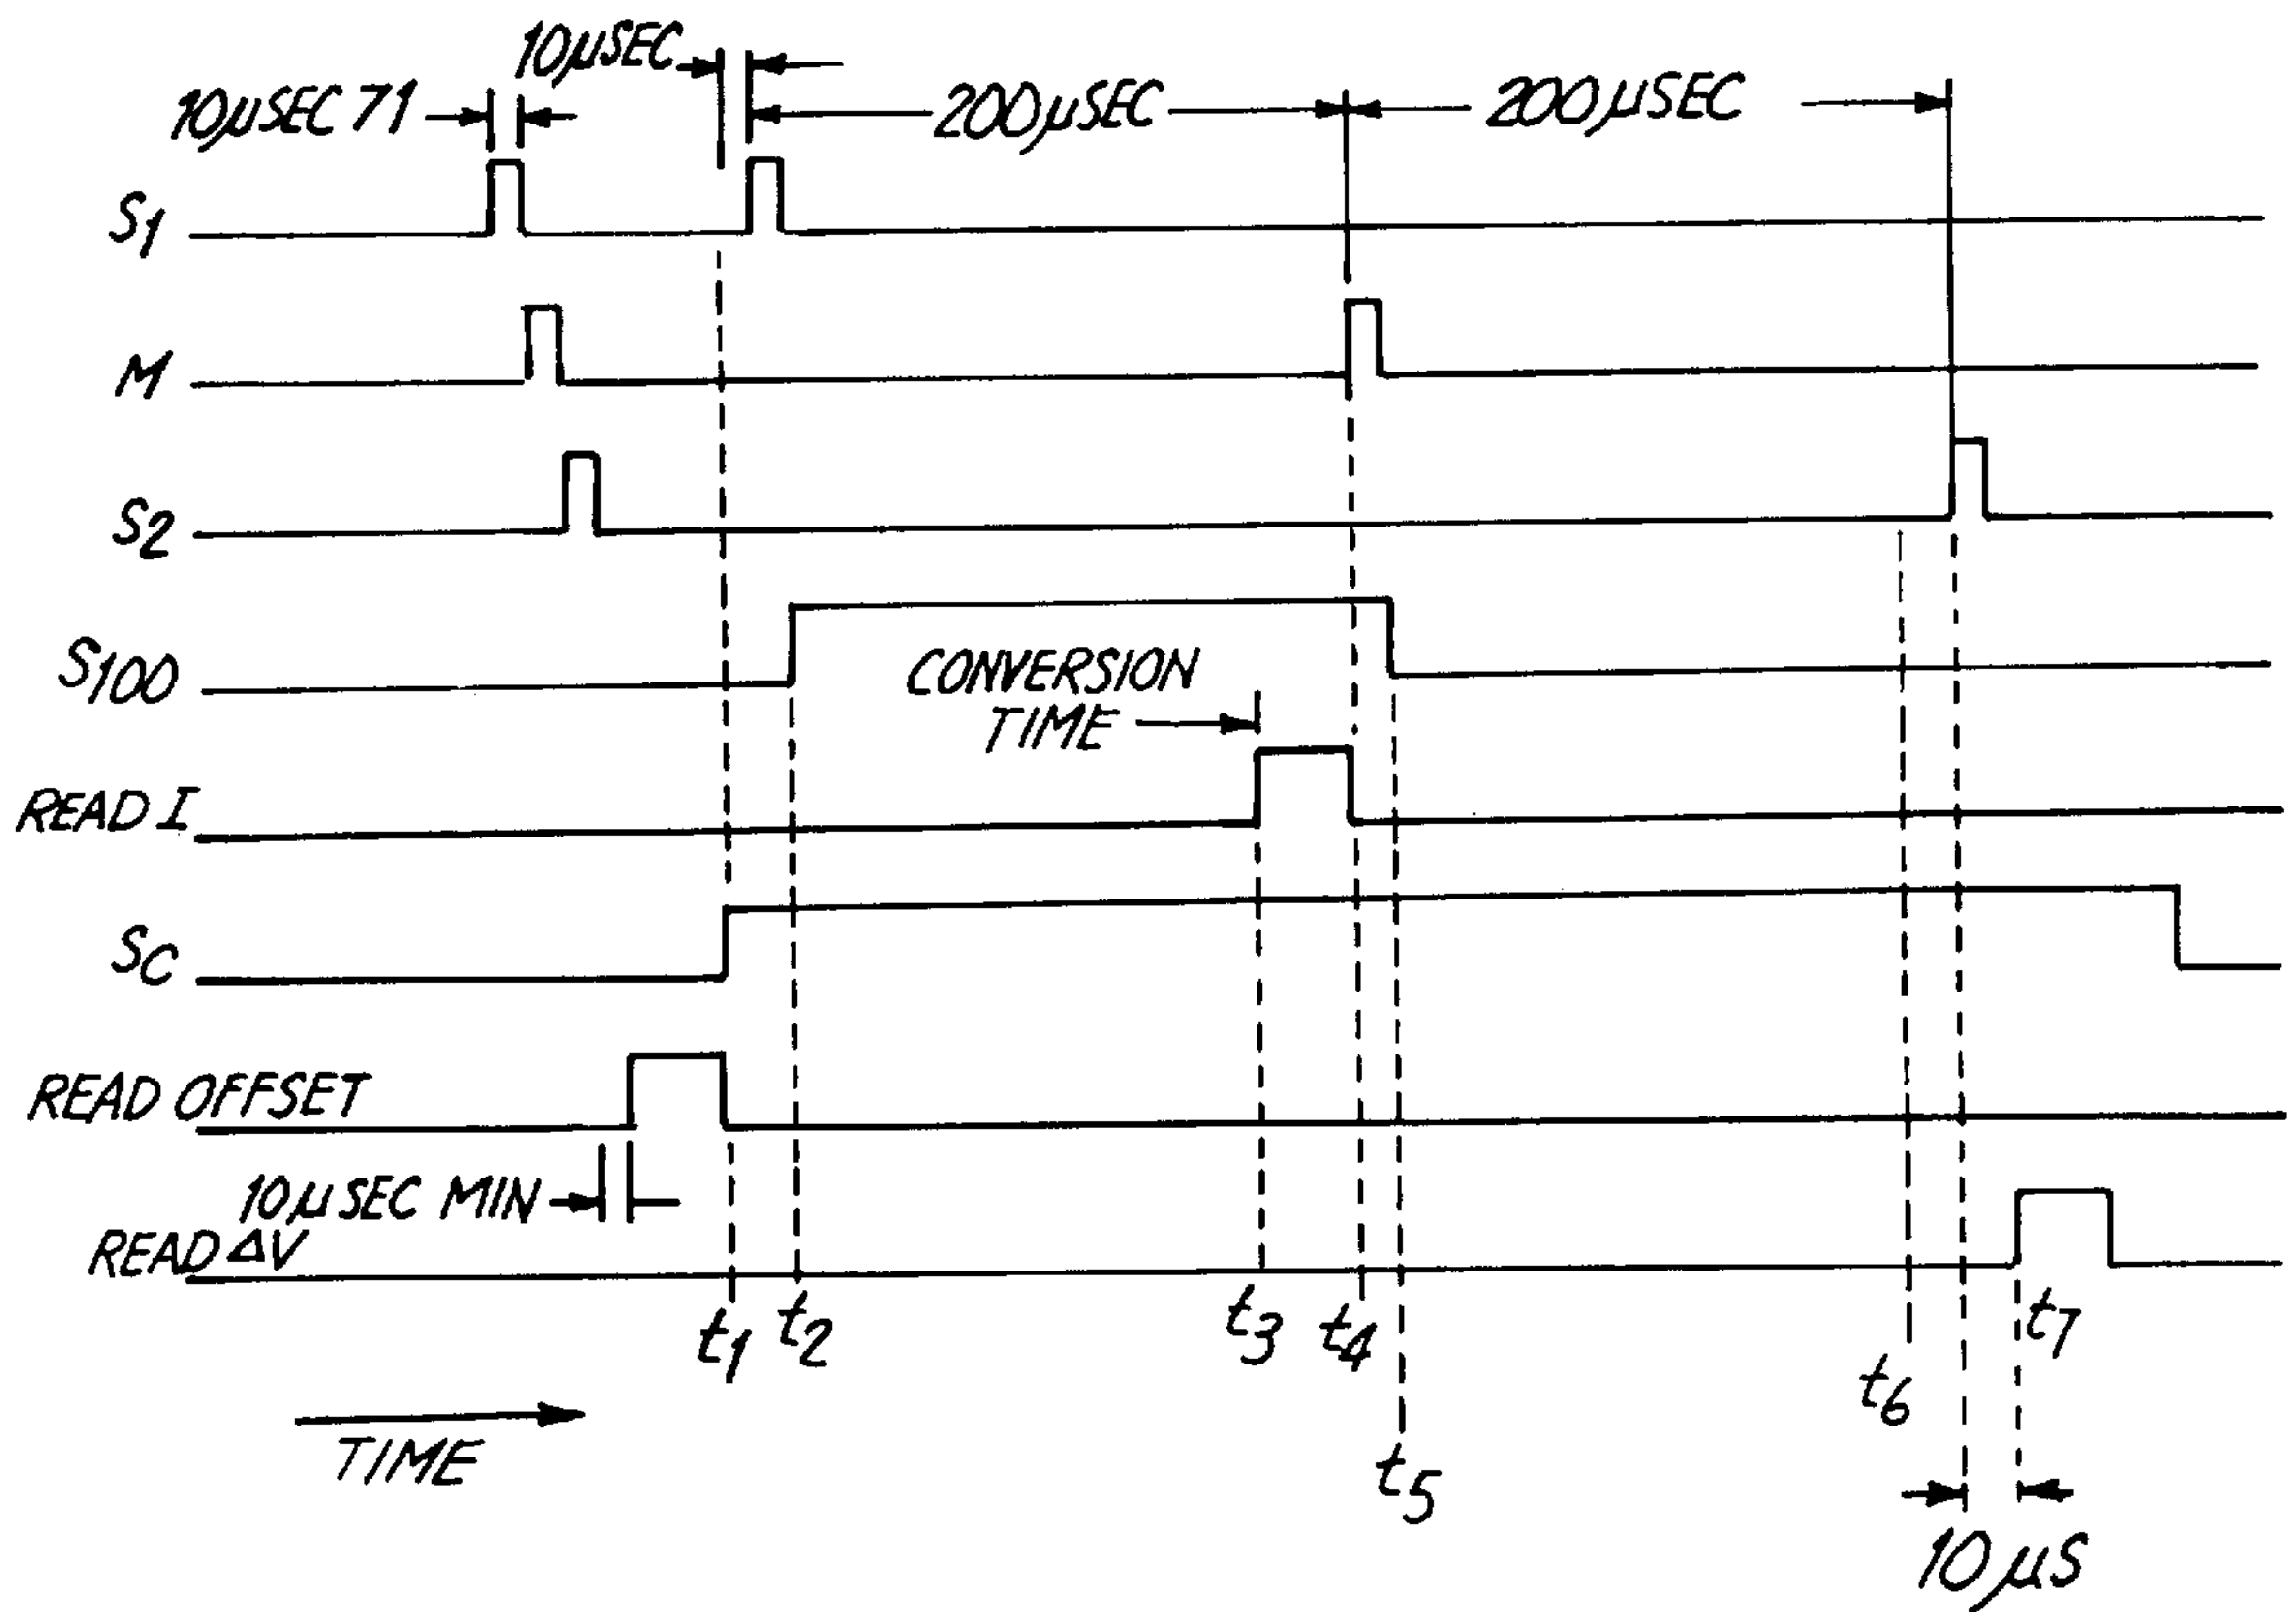 10μSEC
10μSEC 71
200μSEC
200μSEC
S1
M
S2
S100
CONVERSION
TIME
READ I
SC
READ OFFSET
10μSEC MIN
READ ΔV
t1
t2
t3
t4
t5
t6
t7
TIME
10μS